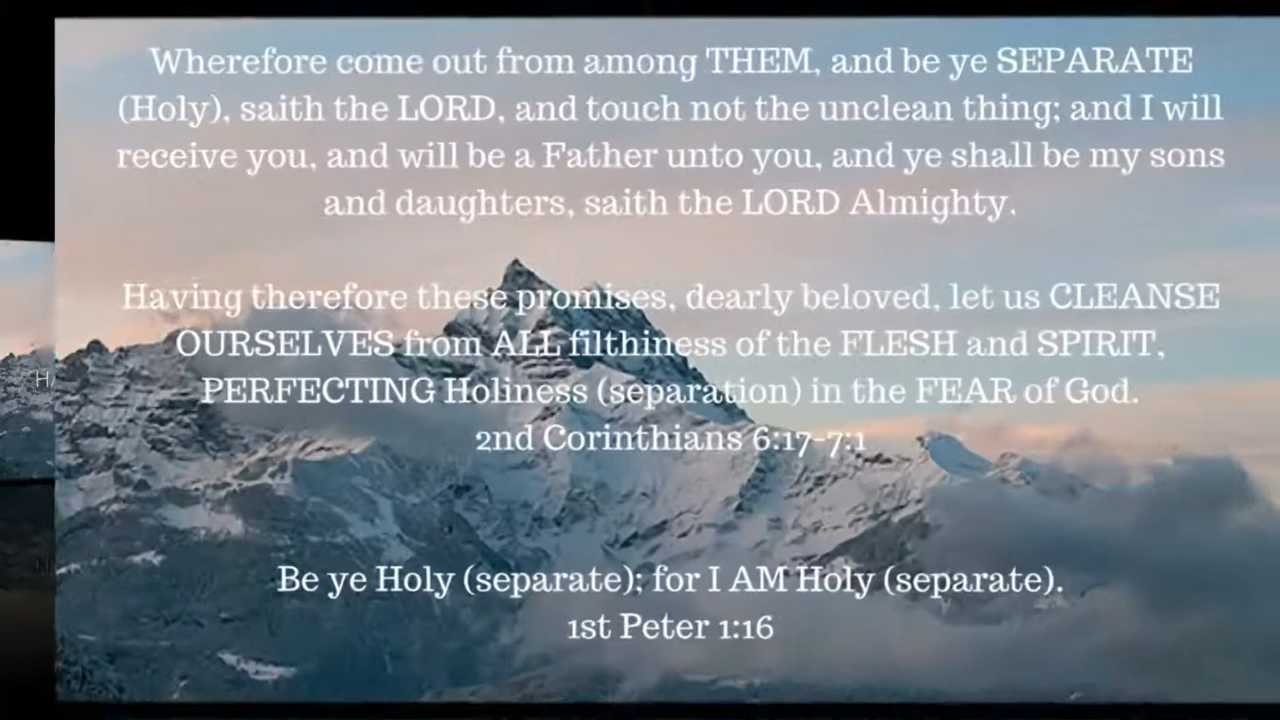 Wherefore come out from among THEM, and be ye SEPARATE
(Holy), saith the LORD, and touch not the unclean thing; and I will
receive you, and will be a Father unto you, and ye shall be my sons
and daughters, saith the LORD Almighty.
Having therefore these promises, dearly beloved, let us CLEANSE
OURSELVES from ALL filthiness of the FLESH and SPIRIT,
PERFECTING Holiness (separation) in the FEAR of God.
2nd Corinthians 6:17-7:1
Be ye Holy (separate); for I AM Holy (separate).
1st Peter 1:16